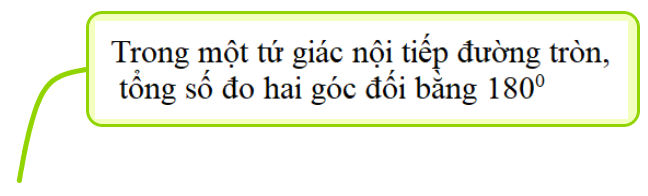 Trong một tứ giác nội tiếp đường tròn,
tổng số đo hai góc đối bằng 180⁰